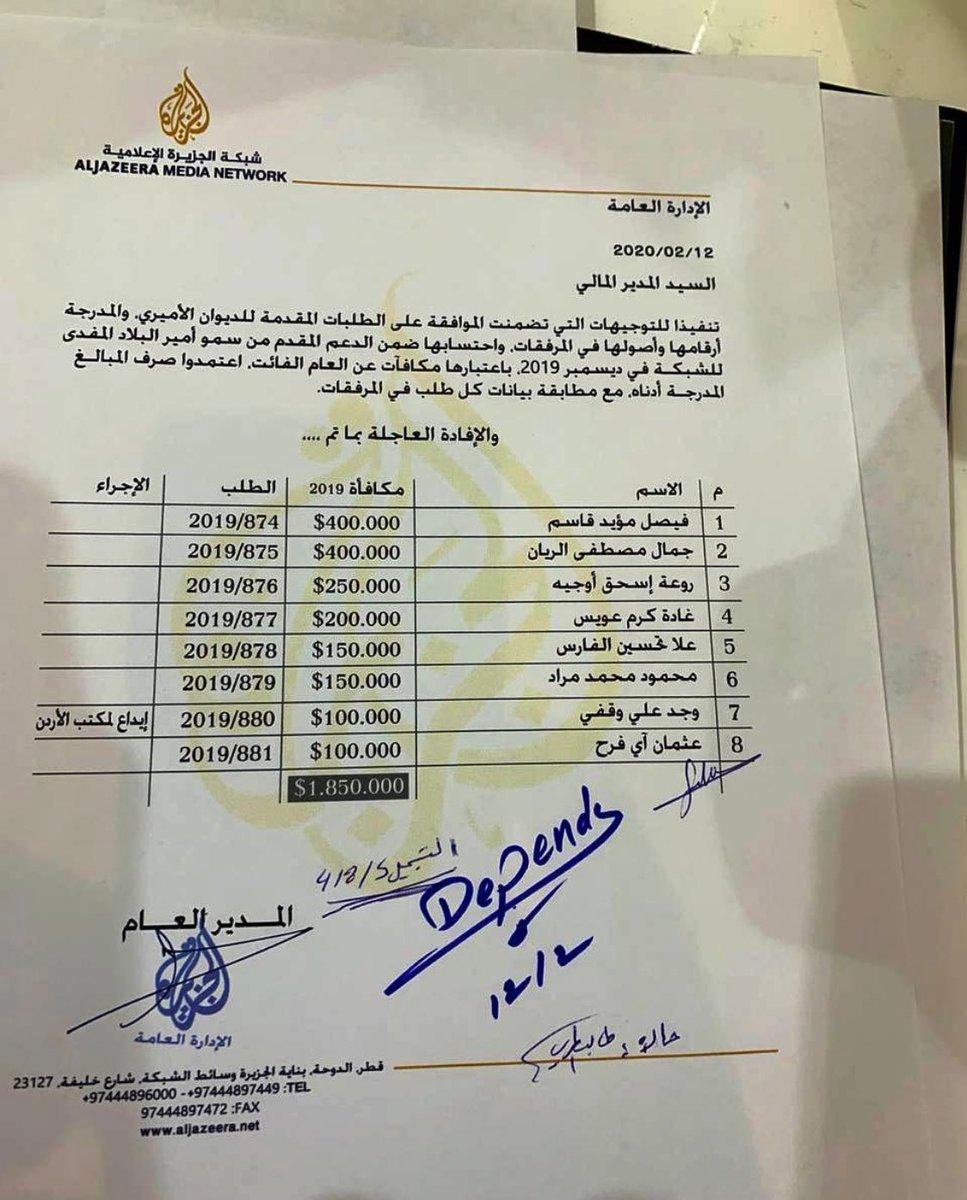 شبكة الجزيرة الإعلامية
ALJAZEERA MEDIA NETWORK
الإدارة العامة
2020/02/12
السيد المدير المالي
تنفيذا للتوجيهات التي تضمنت الموافقة على الطلبات المقدمة للديوان الأميري، والمدرجة
أرقامها وأصولها في المرفقات، واحتسابها ضمن الدعم المقدم من سمو أمير البلاد المفدى
للشبكة في ديسمبر 2019، باعتبارها مكافآت عن العام الفائت، اعتمدوا صرف المبالغ
المدرجة أدناه، مع مطابقة بيانات كل طلب في المرفقات.
والإفادة العاجلة بما تم ....
م الاسم مكافأة 2019 الطلب الإجراء
1 فيصل مؤيد قاسم $400.000 2019/874
2 جمال مصطفى الريان $400.000 2019/875
3 روعة إسحق أوجيه $250.000 2019/876
4 غادة كرم عويس $200.000 2019/877
5 علا تحسين الفارس $150.000 2019/878
6 محمود محمد مراد $150.000 2019/879
7 وجد علي وقفي $100.000 2019/880 إيداع لمكتب الأردن
8 عثمان آي فرح $100.000 2019/881
$1.850.000
418/5
Depends
12/2
المدير العام
الجزيرة
الإدارة العامة
قطر، الدوحة، بناية الجزيرة وسائط الشبكة، شارع خليفة، 23127
+97444896000 -+97444897449 :TEL
97444897472 :FAX
www.aljazeera.net